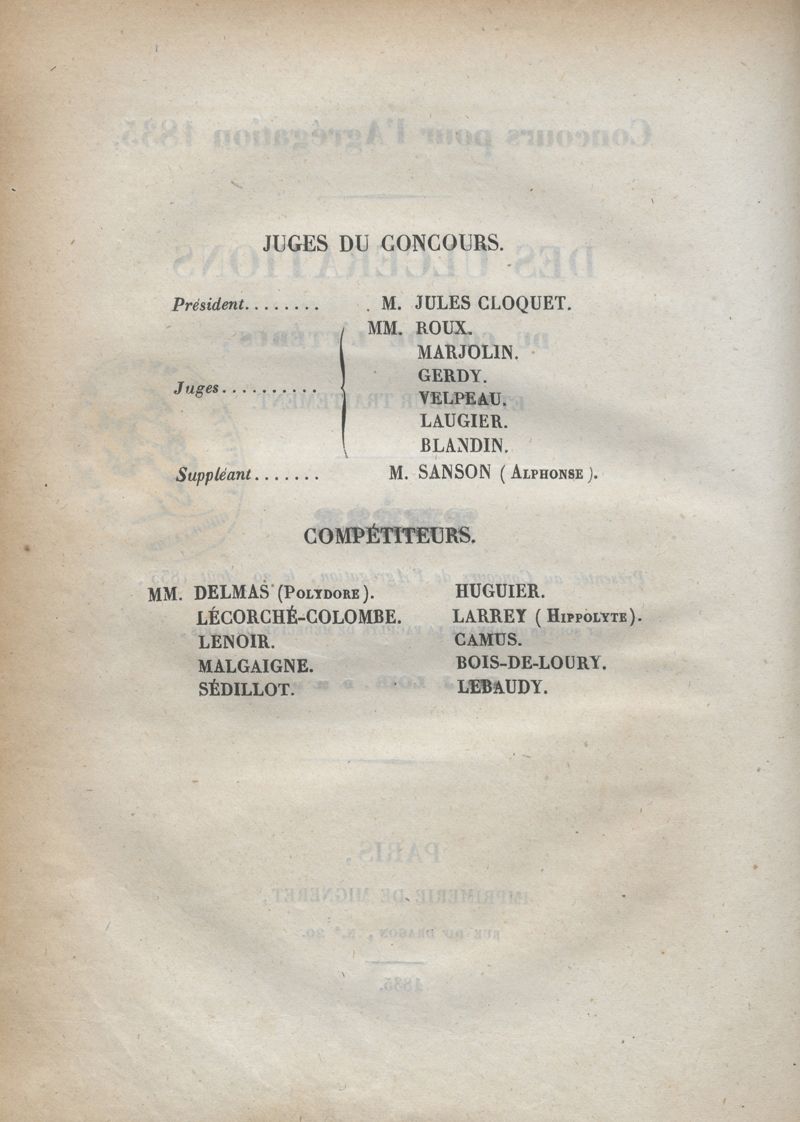 JUGES DU CONCOURS.
Président........ M. JULES CLOQUET.
MM. ROUX.
MARJOLIN.
GERDY.
Juges..........
VELPEAU.
LAUGIER.
BLANDIN.
Suppléant....... M. SANSON (ALPHONSE).
COMPÉTITEURS.
MM. DELMAS (POLYDORE). HUGUIER.
LÉCORCHÉ-COLOMBE. LARREY (HIPPOLYTE).
LENOIR. CAMUS.
MALGAIGNE. BOIS-DE-LOURY.
SÉDILLOT. LEBAUDY.